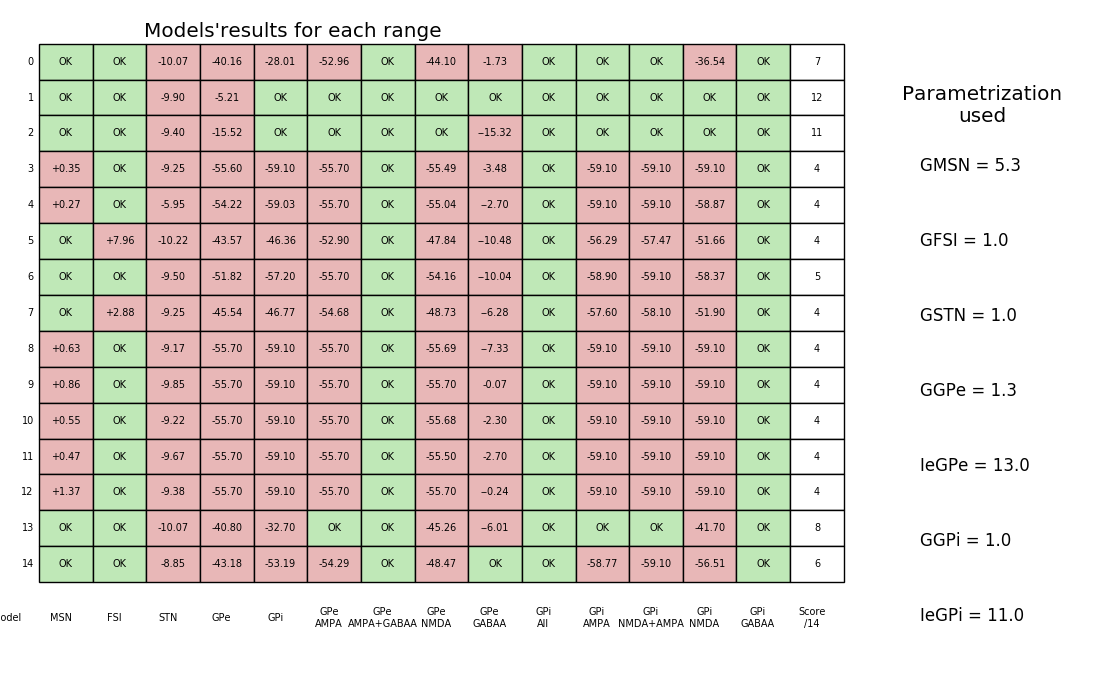 Models'results for each range
0 OK OK -10.07 -40.16 -28.01 -52.96 OK -44.10 -1.73 OK OK OK -36.54 OK 7
1 OK OK -9.90 -5.21 OK OK OK OK OK OK OK OK OK OK 12
2 OK OK -9.40 -15.52 OK OK OK OK --15.32 OK OK OK OK OK 11
3 +0.35 OK -9.25 -55.60 -59.10 -55.70 OK -55.49 -3.48 OK -59.10 -59.10 -59.10 OK 4
4 +0.27 OK -5.95 -54.22 -59.03 -55.70 OK -55.04 --2.70 OK -59.10 -59.10 -58.87 OK 4
5 OK +7.96 -10.22 -43.57 -46.36 -52.90 OK -47.84 --10.48 OK -56.29 -57.47 -51.66 OK 4
6 OK OK -9.50 -51.82 -57.20 -55.70 OK -54.16 --10.04 OK -58.90 -59.10 -58.37 OK 5
7 OK +2.88 -9.25 -45.54 -46.77 -54.68 OK -48.73 --6.28 OK -57.60 -58.10 -51.90 OK 4
8 +0.63 OK -9.17 -55.70 -59.10 -55.70 OK -55.69 --7.33 OK -59.10 -59.10 -59.10 OK 4
9 +0.86 OK -9.85 -55.70 -59.10 -55.70 OK -55.70 -0.07 OK -59.10 -59.10 -59.10 OK 4
10 +0.55 OK -9.22 -55.70 -59.10 -55.70 OK -55.68 -2.30 OK -59.10 -59.10 -59.10 OK 4
11 +0.47 OK -9.67 -55.70 -59.10 -55.70 OK -55.50 -2.70 OK -59.10 -59.10 -59.10 OK 4
12 +1.37 OK -9.38 -55.70 -59.10 -55.70 OK -55.70 --0.24 OK -59.10 -59.10 -59.10 OK 4
13 OK OK -10.07 -40.80 -32.70 OK OK -45.26 --6.01 OK OK OK -41.70 OK 8
14 OK OK -8.85 -43.18 -53.19 -54.29 OK -48.47 OK OK -58.77 -59.10 -56.51 OK 6
odel MSN FSI STN GPe GPi GPe GPe GPe GPe GPi GPi GPi GPi GPi Score
AMPA AMPA+GABAA NMDA GABAA All AMPA NMDA+AMPA NMDA GABAA /14
Parametrization
used
GMSN = 5.3
GFSI = 1.0
GSTN = 1.0
GGPe = 1.3
IeGPe = 13.0
GGPi = 1.0
IeGPi = 11.0